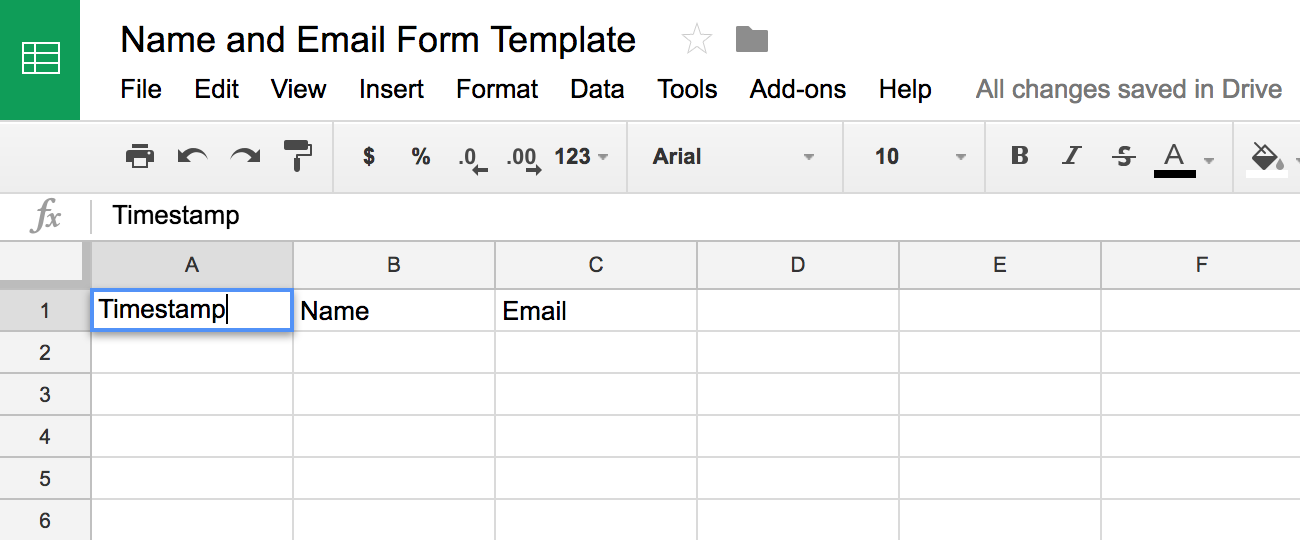 Name and Email Form Template
File Edit View Insert Format Data Tools Add-ons Help All changes saved in Drive
$ % .0 .00 123 Arial 10 B I S A
fx Timestamp
A B C D E F
1 Timestamp Name Email
2
3
4
5
6